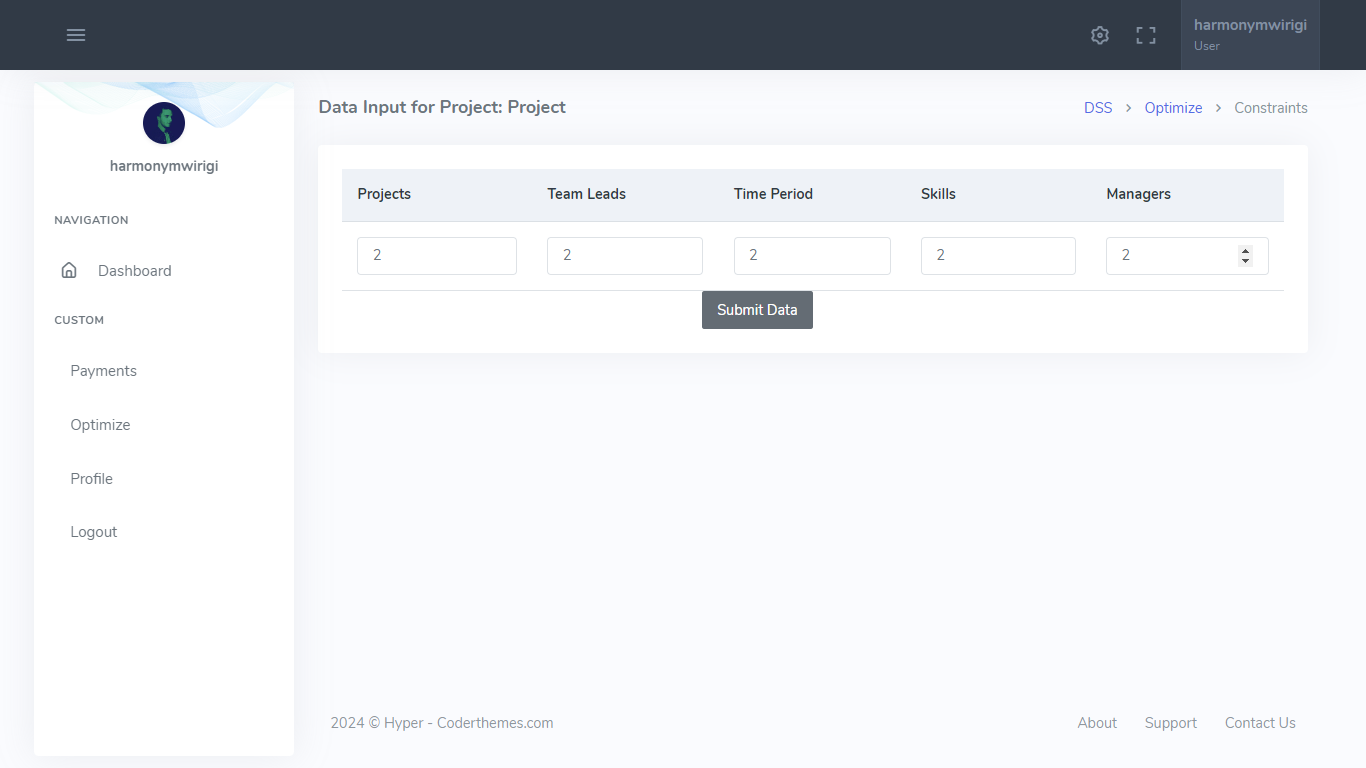 harmonymwirigi
User
harmonymwirigi
NAVIGATION
Dashboard
CUSTOM
Payments
Optimize
Profile
Logout
Data Input for Project: Project
DSS > Optimize > Constraints
Projects Team Leads Time Period Skills Managers
2 2 2 2 2
Submit Data
2024 © Hyper - Coderthemes.com
About Support Contact Us